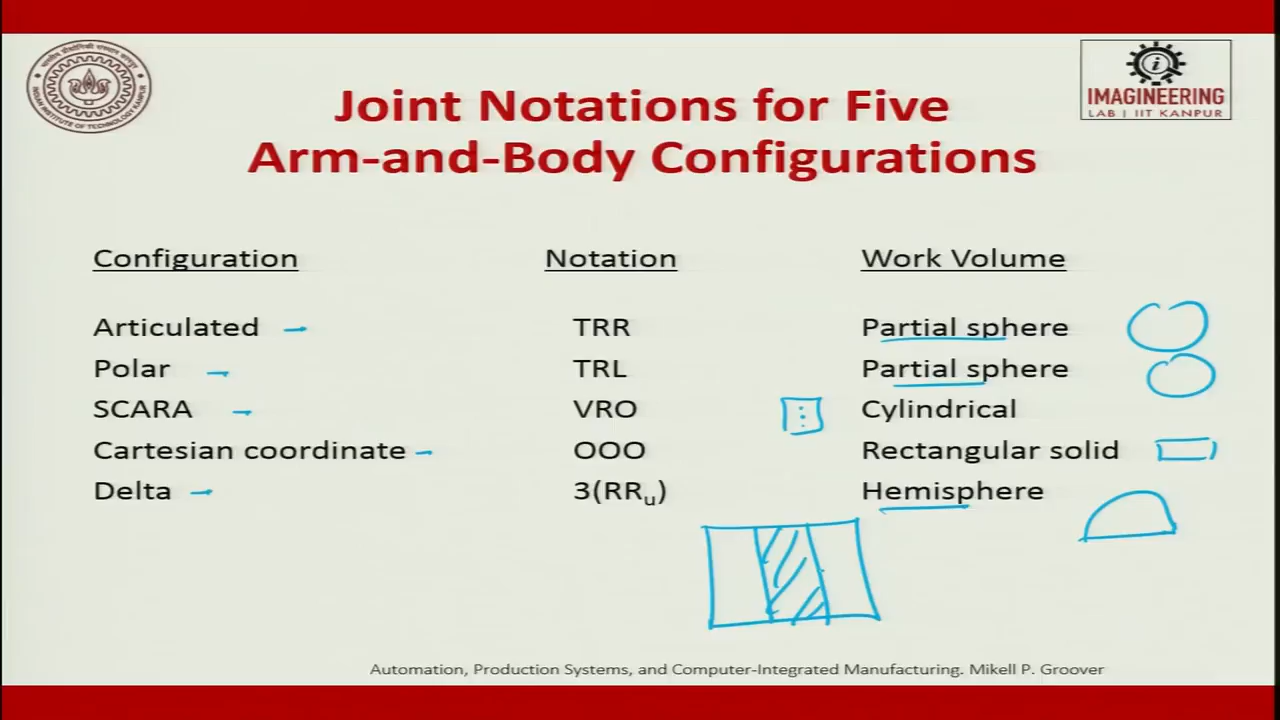 IMAGINEERING
LAB | IIT KANPUR
Joint Notations for Five
Arm-and-Body Configurations
Configuration Notation Work Volume
Articulated TRR Partial sphere
Polar TRL Partial sphere
SCARA VRO Cylindrical
Cartesian coordinate OOO Rectangular solid
Delta 3(RRu) Hemisphere
Automation, Production Systems, and Computer-Integrated Manufacturing. Mikell P. Groover